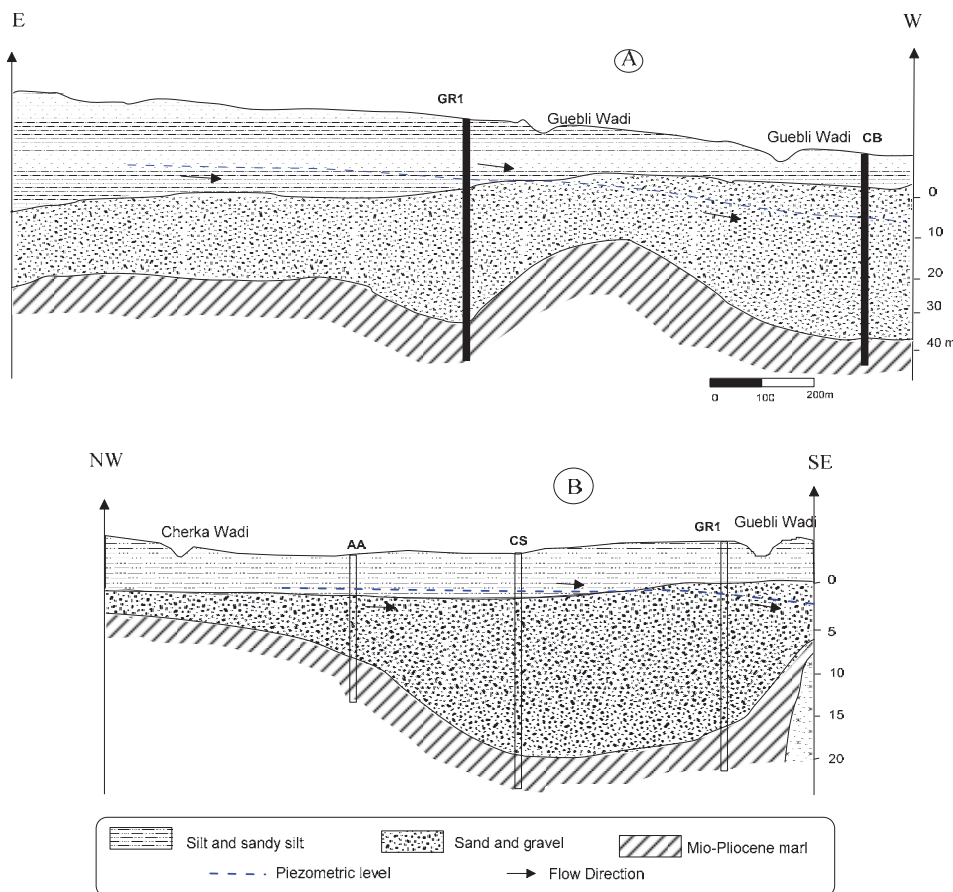 E W
A
GR1
Guebli Wadi
Guebli Wadi CB
0
10
20
30
40 m
0 100 200m
NW SE
B
Cherka Wadi AA CS GR1 Guebli Wadi
0
5
10
15
20
Silt and sandy silt Sand and gravel Mio-Pliocene marl
Piezometric level Flow Direction